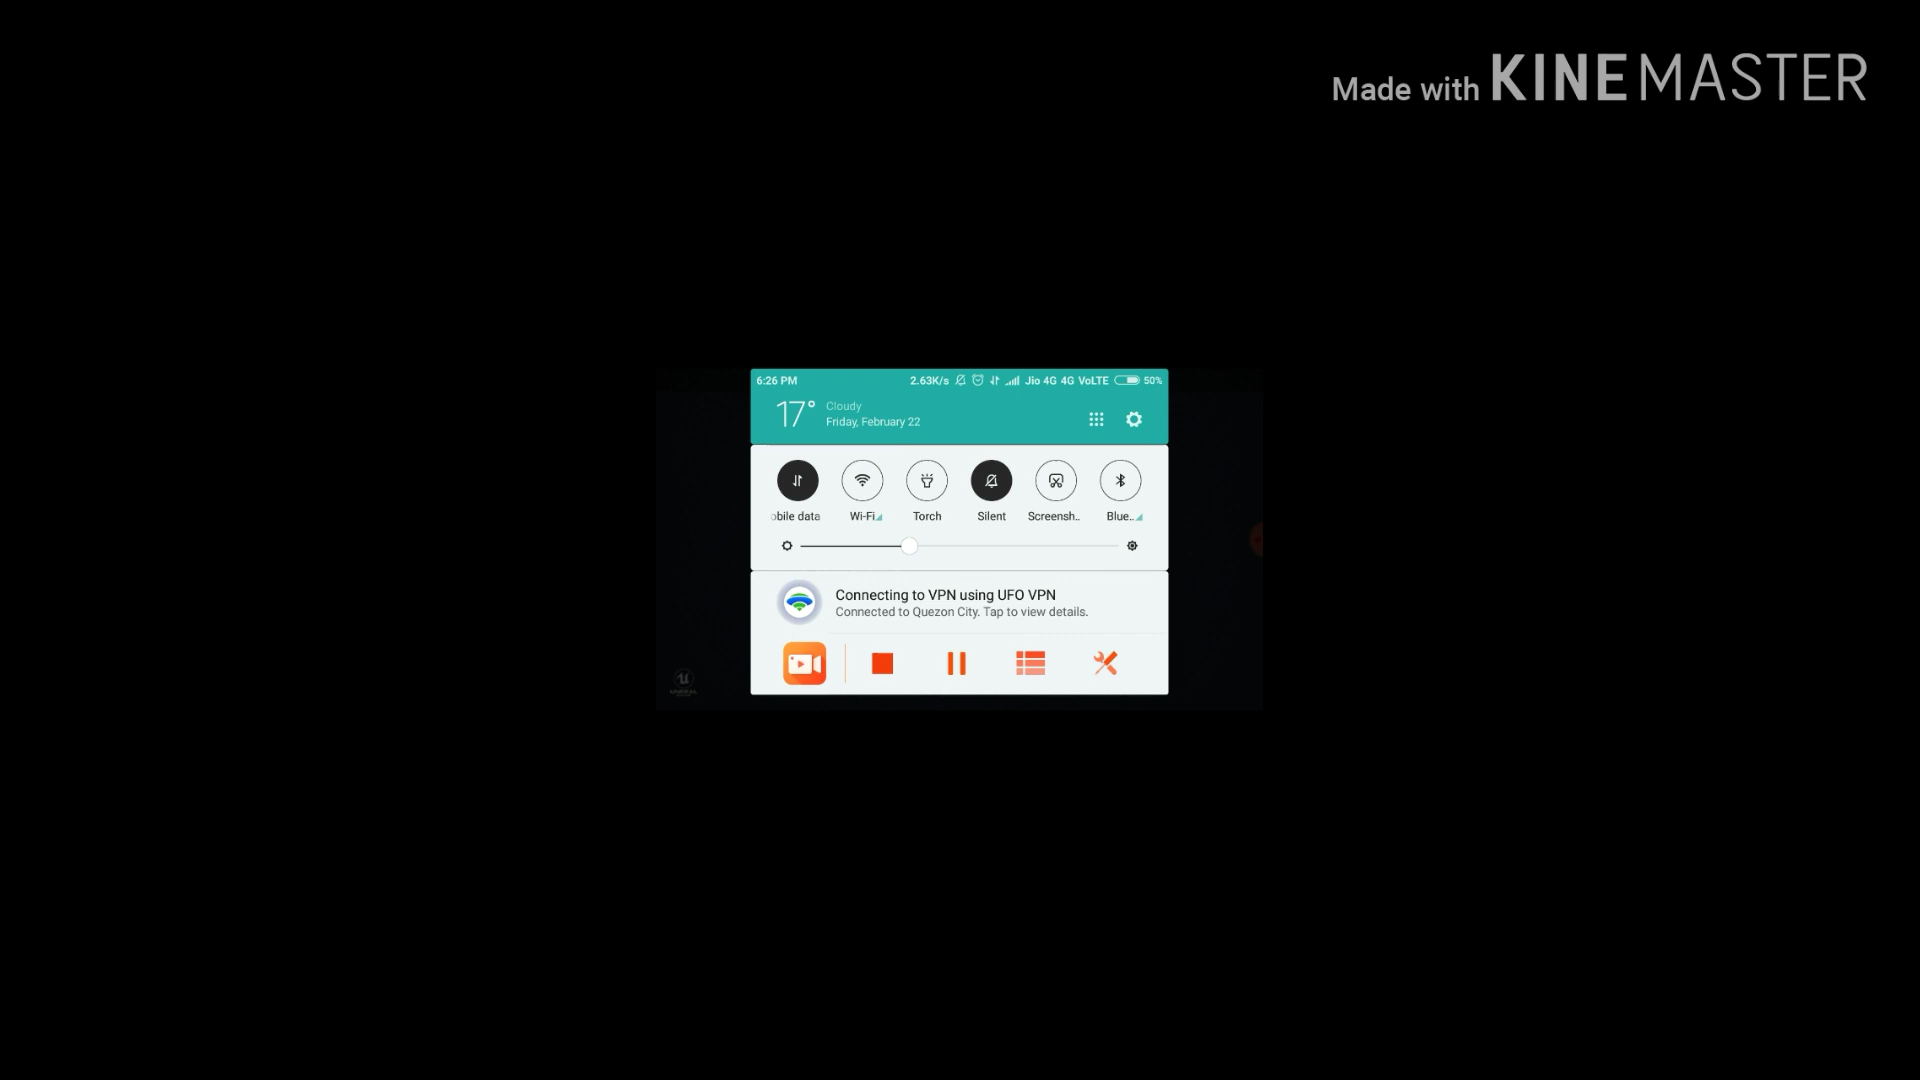 Made with KINEMASTER
6:26 PM 2.63K/s Jio 4G 4G VoLTE 50%
17° Cloudy
Friday, February 22
obile data Wi-Fi Torch Silent Screensh.. Blue..
Connecting to VPN using UFO VPN
Connected to Quezon City. Tap to view details.